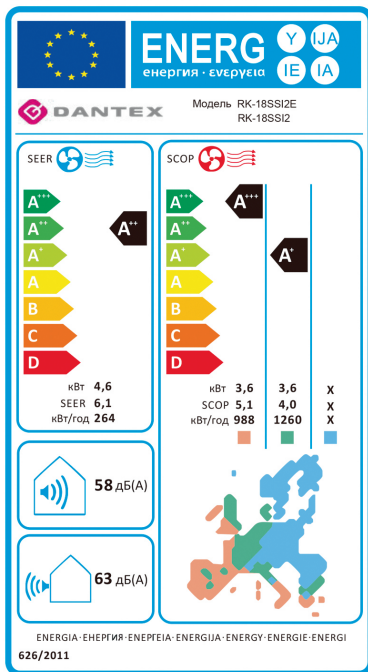 ENERG
енергия · ενεργεια
Y IJA
IE IA
DANTEX
Модель RK-18SSI2E
RK-18SSI2
SEER
A+++
A++
A+
A
B
C
D
A++
кВт 4,6
SEER 6,1
кВт/год 264
SCOP
A+++
A++
A+
A
B
C
D
A+++
A+
кВт 3,6 3,6 X
SCOP 5,1 4,0 X
кВт/год 988 1260 X
58 дБ(A)
63 дБ(A)
ENERGIA·ЕНЕРГИЯ·ΕΝΕΡΓΕΙΑ·ENERGIJA·ENERGY·ENERGIE·ENERGI
626/2011